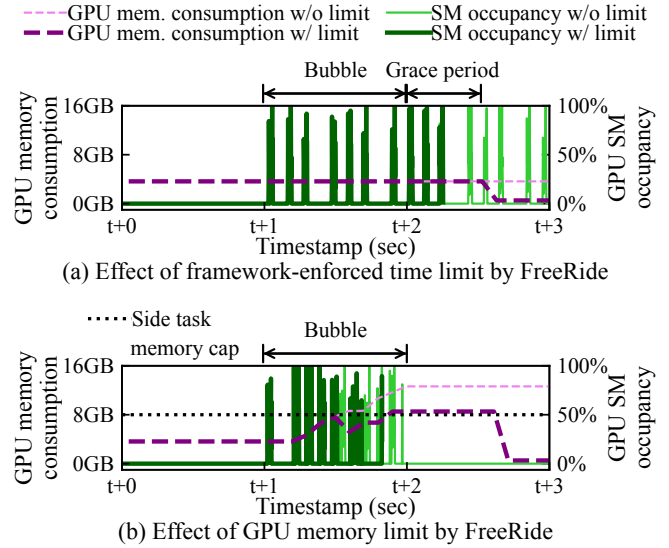 GPU mem. consumption w/o limit SM occupancy w/o limit
GPU mem. consumption w/ limit SM occupancy w/ limit
Bubble Grace period
16GB 100%
8GB 50%
0GB 0%
GPU memory
consumption
GPU SM
occupancy
t+0 t+1 t+2 t+3
Timestamp (sec)
(a) Effect of framework-enforced time limit by FreeRide
Side task
memory cap
Bubble
16GB 100%
8GB 50%
0GB 0%
GPU memory
consumption
GPU SM
occupancy
t+0 t+1 t+2 t+3
Timestamp (sec)
(b) Effect of GPU memory limit by FreeRide